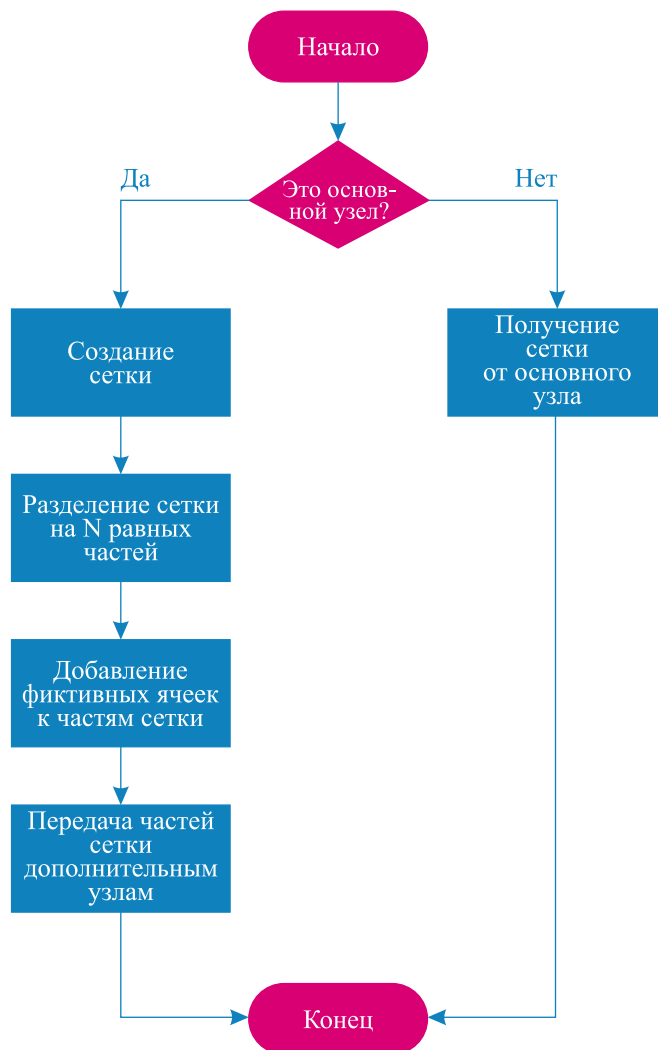 Начало
Да
Это основ-
ной узел?
Нет
Создание
сетки
Получение
сетки
от основного
узла
Разделение сетки
на N равных
частей
Добавление
фиктивных ячеек
к частям сетки
Передача частей
сетки
дополнительным
узлам
Конец